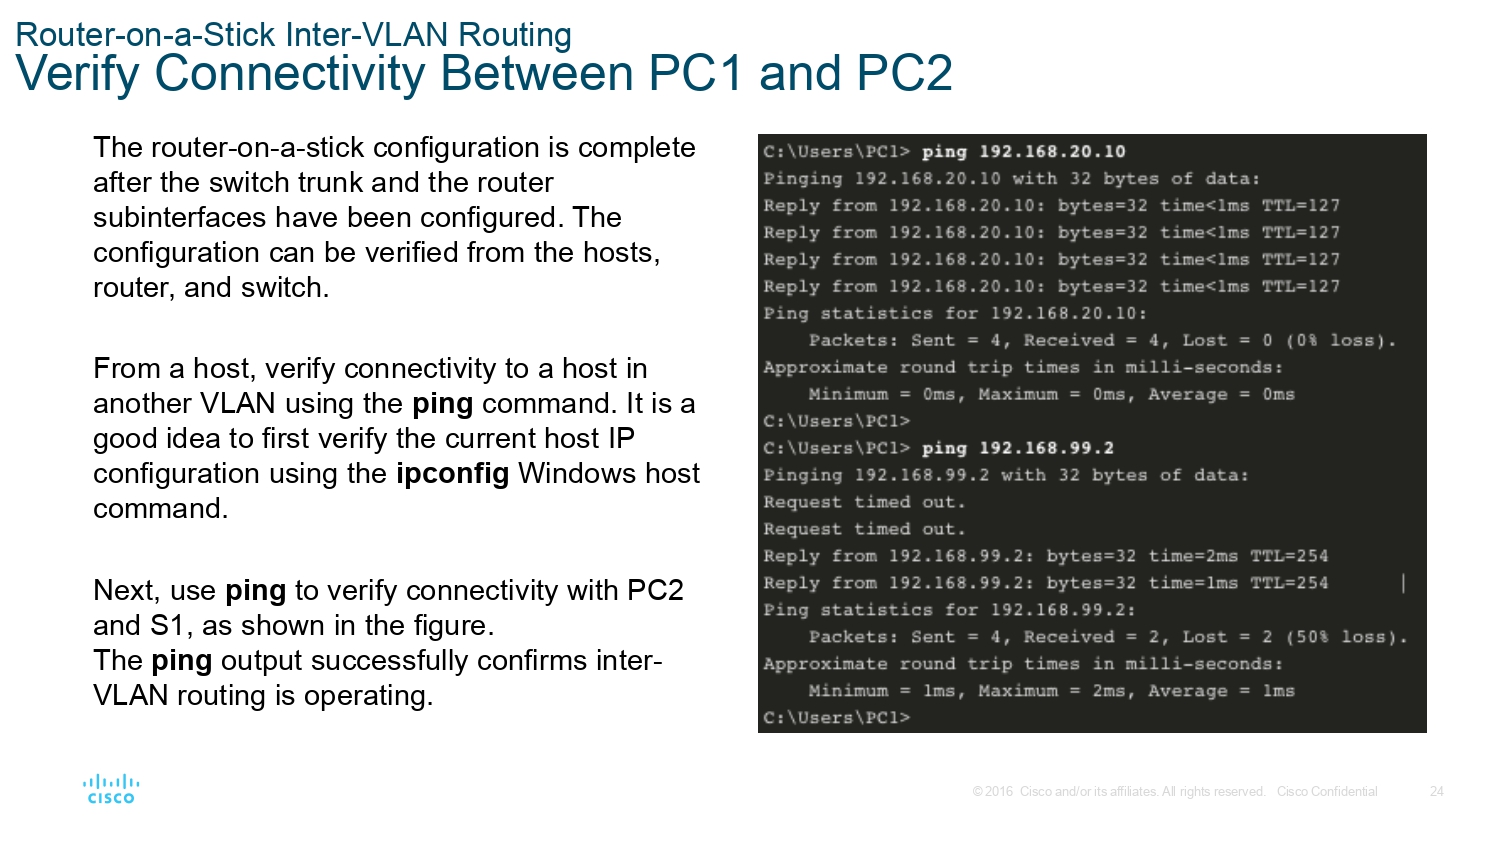 Router-on-a-Stick Inter-VLAN Routing
Verify Connectivity Between PC1 and PC2
The router-on-a-stick configuration is complete
after the switch trunk and the router
subinterfaces have been configured. The
configuration can be verified from the hosts,
router, and switch.
From a host, verify connectivity to a host in
another VLAN using the ping command. It is a
good idea to first verify the current host IP
configuration using the ipconfig Windows host
command.
Next, use ping to verify connectivity with PC2
and S1, as shown in the figure.
The ping output successfully confirms inter-
VLAN routing is operating.
C:\Users\PC1> ping 192.168.20.10
Pinging 192.168.20.10 with 32 bytes of data:
Reply from 192.168.20.10: bytes=32 time<1ms TTL=127
Reply from 192.168.20.10: bytes=32 time<1ms TTL=127
Reply from 192.168.20.10: bytes=32 time<1ms TTL=127
Reply from 192.168.20.10: bytes=32 time<1ms TTL=127
Ping statistics for 192.168.20.10:
Packets: Sent = 4, Received = 4, Lost = 0 (0% loss).
Approximate round trip times in milli-seconds:
Minimum = 0ms, Maximum = 0ms, Average = 0ms
C:\Users\PC1>
C:\Users\PC1> ping 192.168.99.2
Pinging 192.168.99.2 with 32 bytes of data:
Request timed out.
Request timed out.
Reply from 192.168.99.2: bytes=32 time=2ms TTL=254
Reply from 192.168.99.2: bytes=32 time=1ms TTL=254 |
Ping statistics for 192.168.99.2:
Packets: Sent = 4, Received = 2, Lost = 2 (50% loss).
Approximate round trip times in milli-seconds:
Minimum = 1ms, Maximum = 2ms, Average = 1ms
C:\Users\PC1>
CISCO
© 2016 Cisco and/or its affiliates. All rights reserved. Cisco Confidential 24